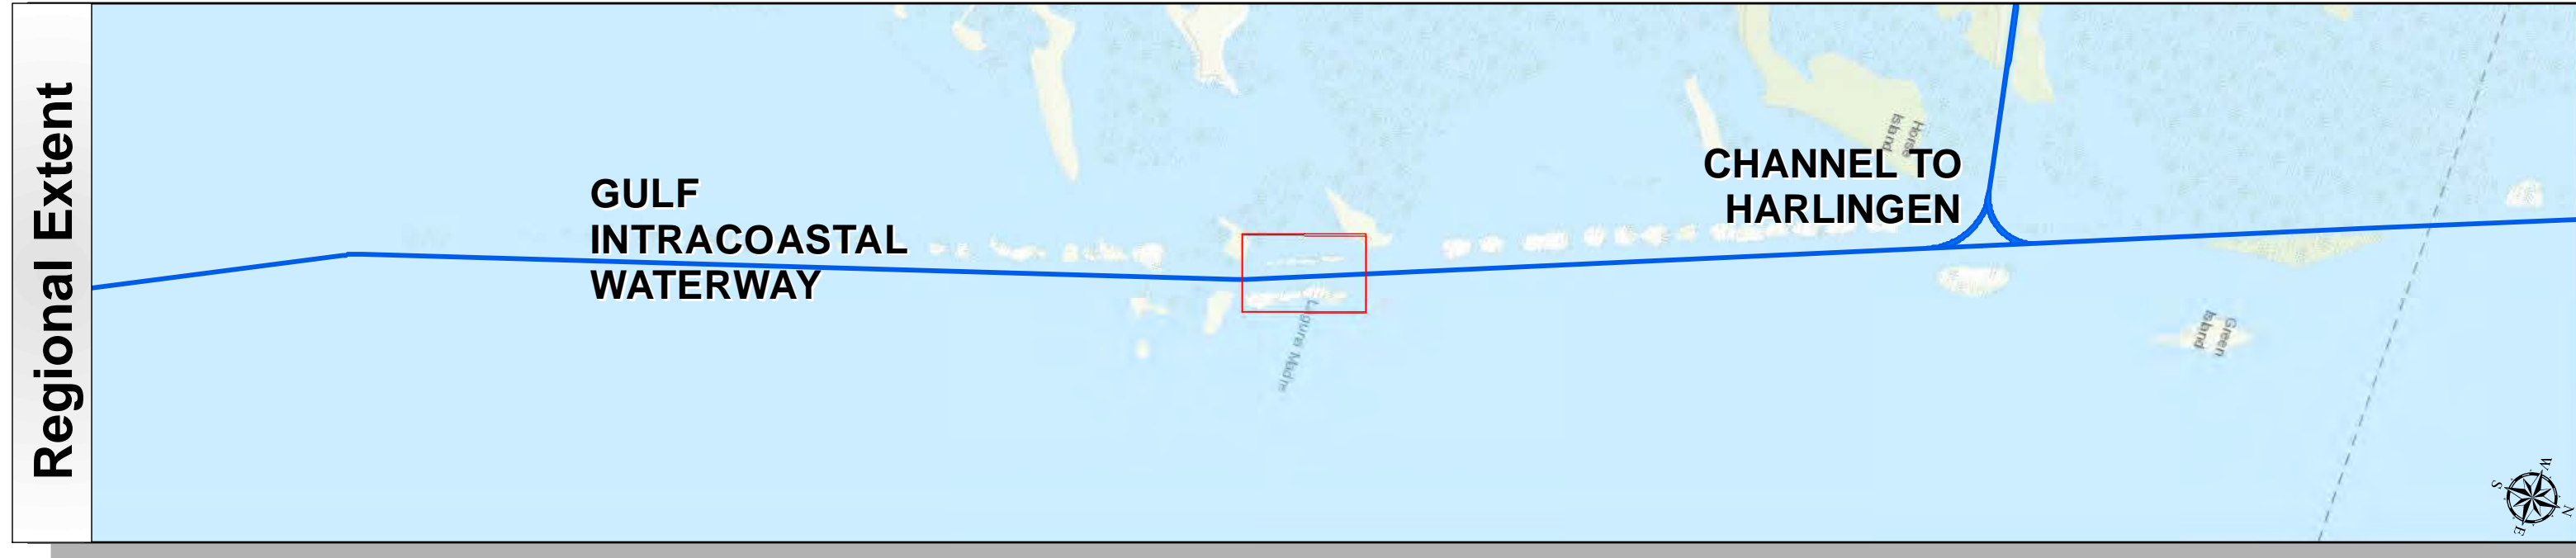 Regional Extent
GULF
INTRACOASTAL
WATERWAY
CHANNEL TO
HARLINGEN
Horse
Island
Laguna Madre
Green
Island
W
S
N
E